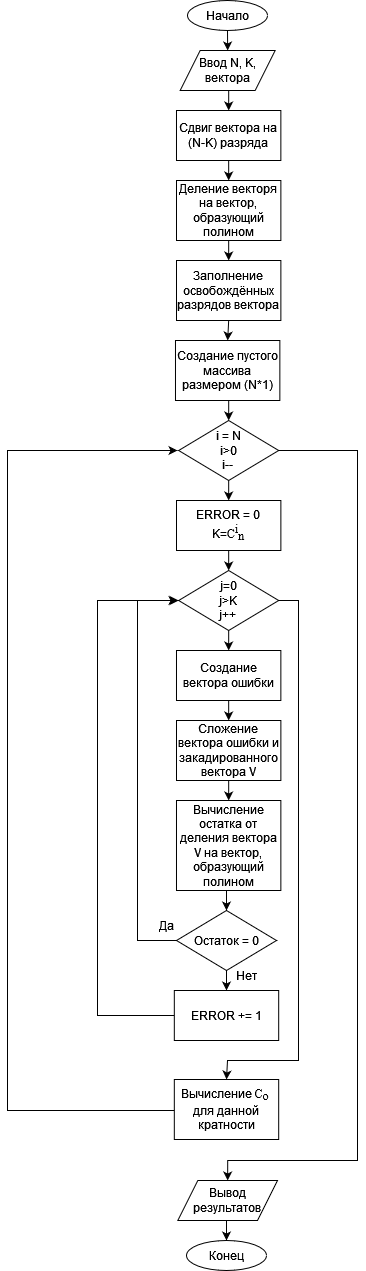 Начало
Ввод N, K,
вектора
Сдвиг вектора на
(N-K) разряда
Деление векторя
на вектор,
образующий
полином
Заполнение
освобождённых
разрядов вектора
Создание пустого
массива
размером (N*1)
i = N
i>0
i--
ERROR = 0
K=Cⁱₙ
j=0
j>K
j++
Создание
вектора ошибки
Сложение
вектора ошибки и
закадированного
вектора V
Вычисление
остатка от
деления вектора
V на вектор,
образующий
полином
Да
Остаток = 0
Нет
ERROR += 1
Вычисление Cₒ
для данной
кратности
Вывод
результатов
Конец